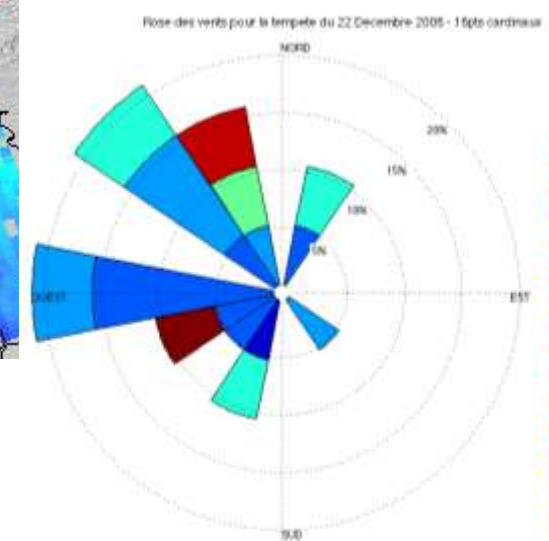 Rose des vents pour la tempete du 22 Decembre 2006 - 16pts cardinaux
NORD
20%
15%
10%
5%
OUEST
EST
SUD